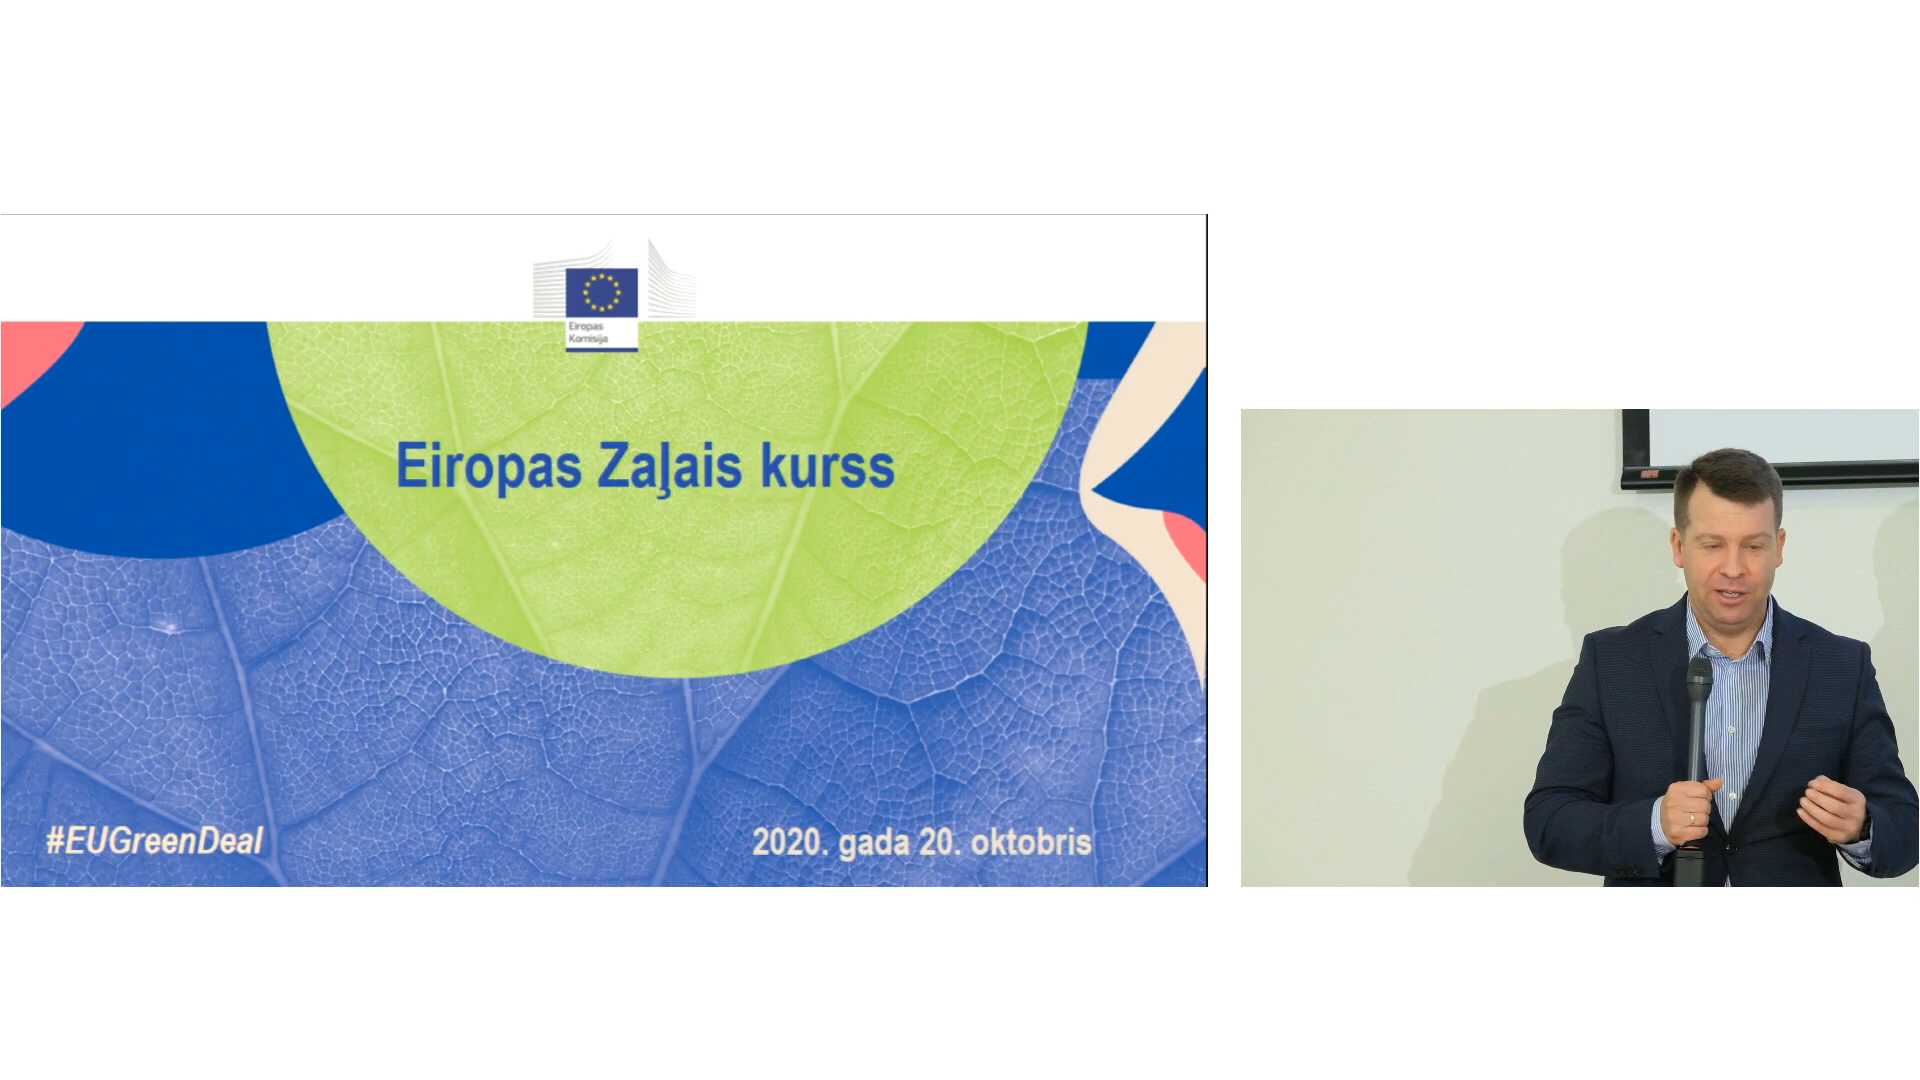 Eiropas
Komisija
Eiropas Zaļais kurss
#EUGreenDeal
2020. gada 20. oktobris